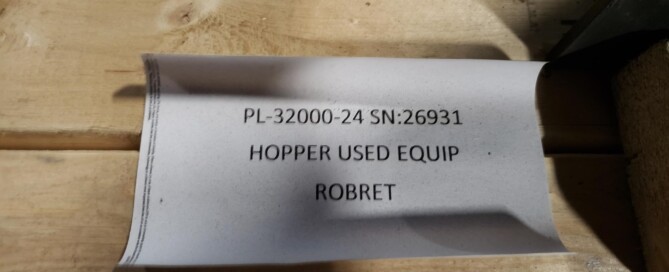 PL-32000-24 SN:26931
HOPPER USED EQUIP
ROBRET